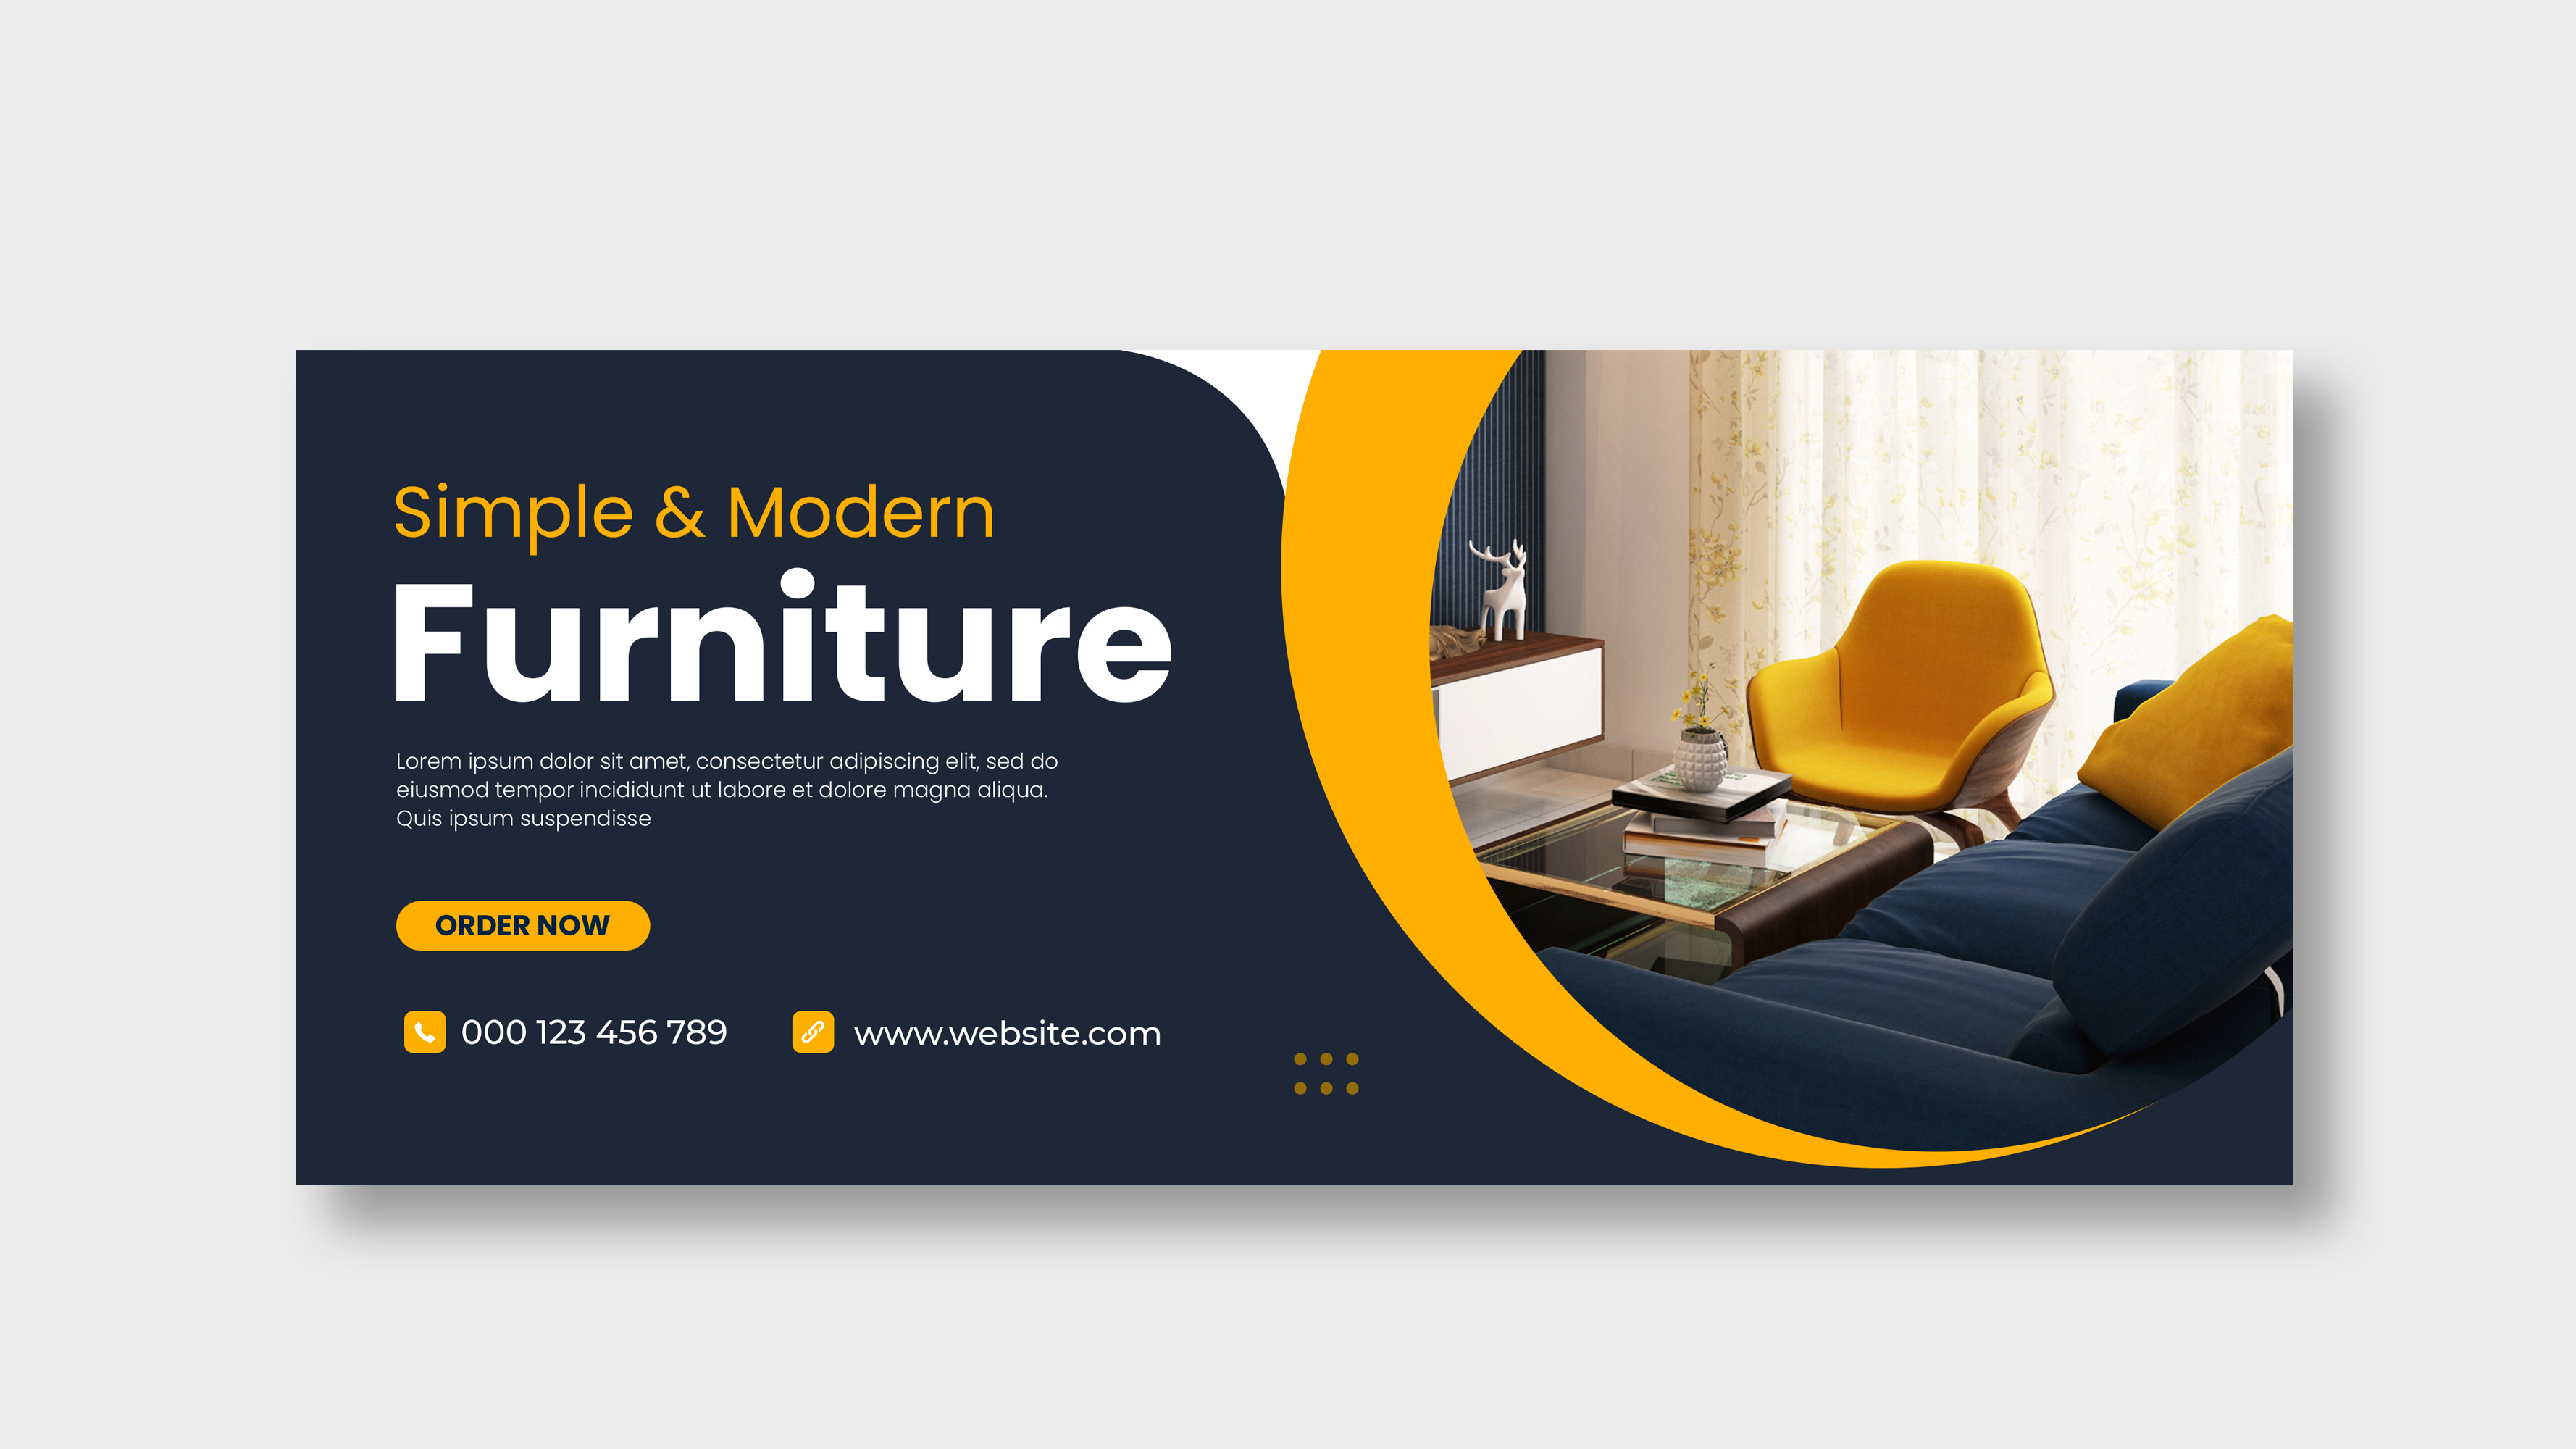 Simple & Modern
Furniture
Lorem ipsum dolor sit amet, consectetur adipiscing elit, sed do
eiusmod tempor incididunt ut labore et dolore magna aliqua.
Quis ipsum suspendisse
ORDER NOW
000 123 456 789
www.website.com